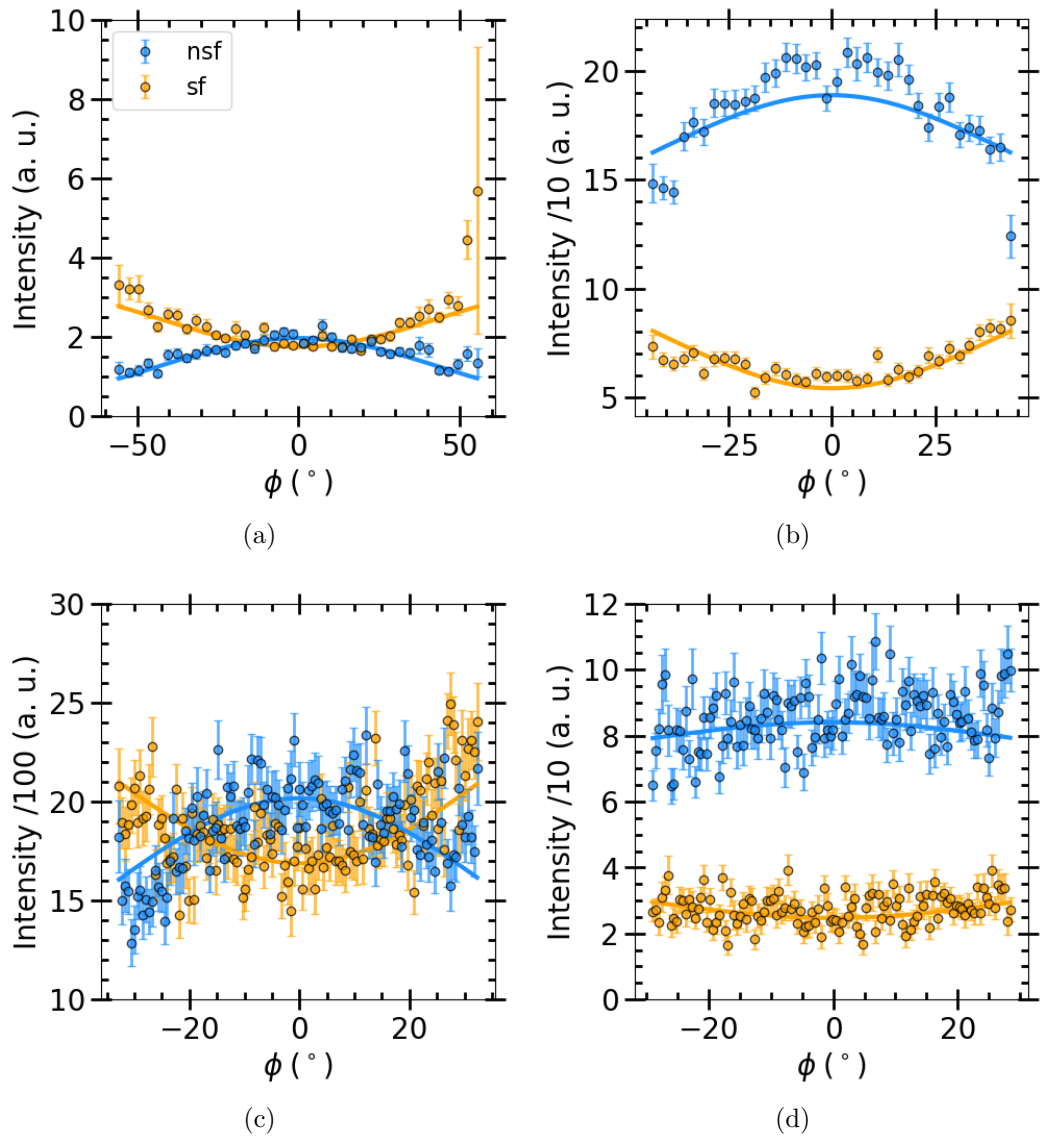 10
8
6
4
2
0
Intensity (a. u.)
nsf
sf
−50
0
50
ϕ (°)
(a)
20
15
10
5
Intensity /10 (a. u.)
−25
0
25
ϕ (°)
(b)
30
25
20
15
10
Intensity /100 (a. u.)
−20
0
20
ϕ (°)
(c)
12
10
8
6
4
2
0
Intensity /10 (a. u.)
−20
0
20
ϕ (°)
(d)